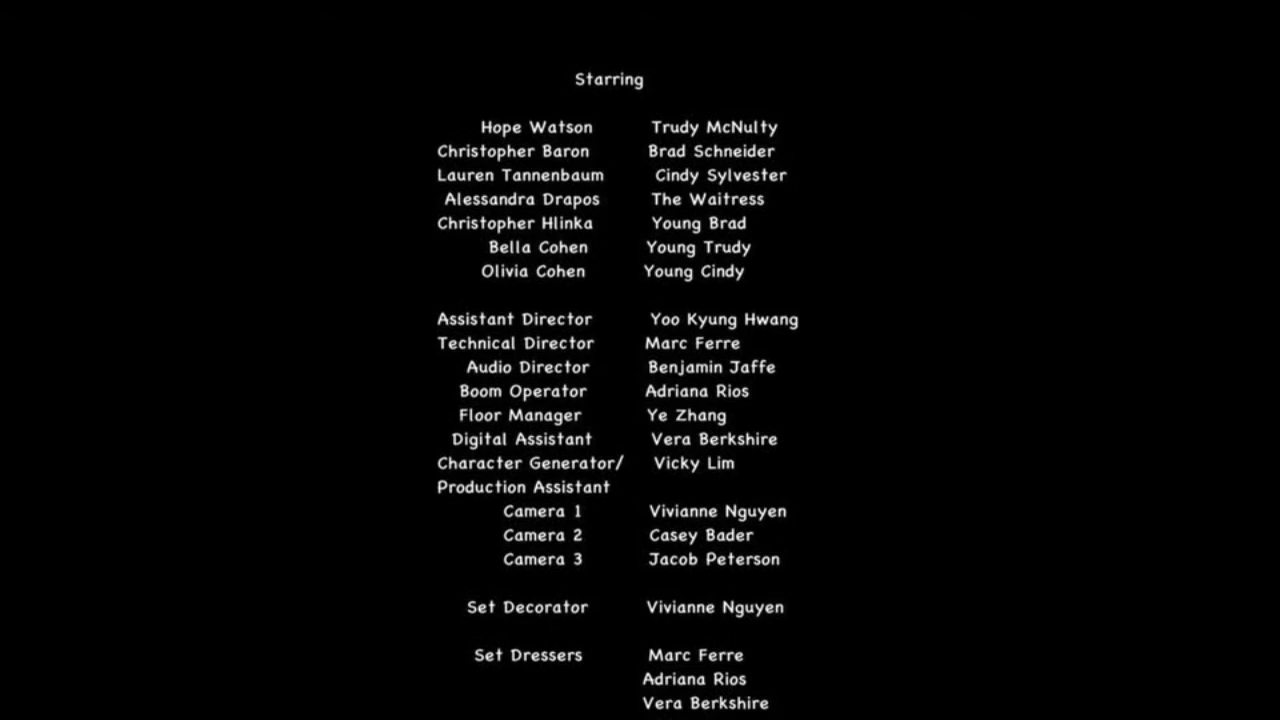 Starring
Hope Watson Trudy McNulty
Christopher Baron Brad Schneider
Lauren Tannenbaum Cindy Sylvester
Alessandra Drapos The Waitress
Christopher Hlinka Young Brad
Bella Cohen Young Trudy
Olivia Cohen Young Cindy
Assistant Director Yoo Kyung Hwang
Technical Director Marc Ferre
Audio Director Benjamin Jaffe
Boom Operator Adriana Rios
Floor Manager Ye Zhang
Digital Assistant Vera Berkshire
Character Generator/ Vicky Lim
Production Assistant
Camera 1 Vivianne Nguyen
Camera 2 Casey Bader
Camera 3 Jacob Peterson
Set Decorator Vivianne Nguyen
Set Dressers Marc Ferre
Adriana Rios
Vera Berkshire